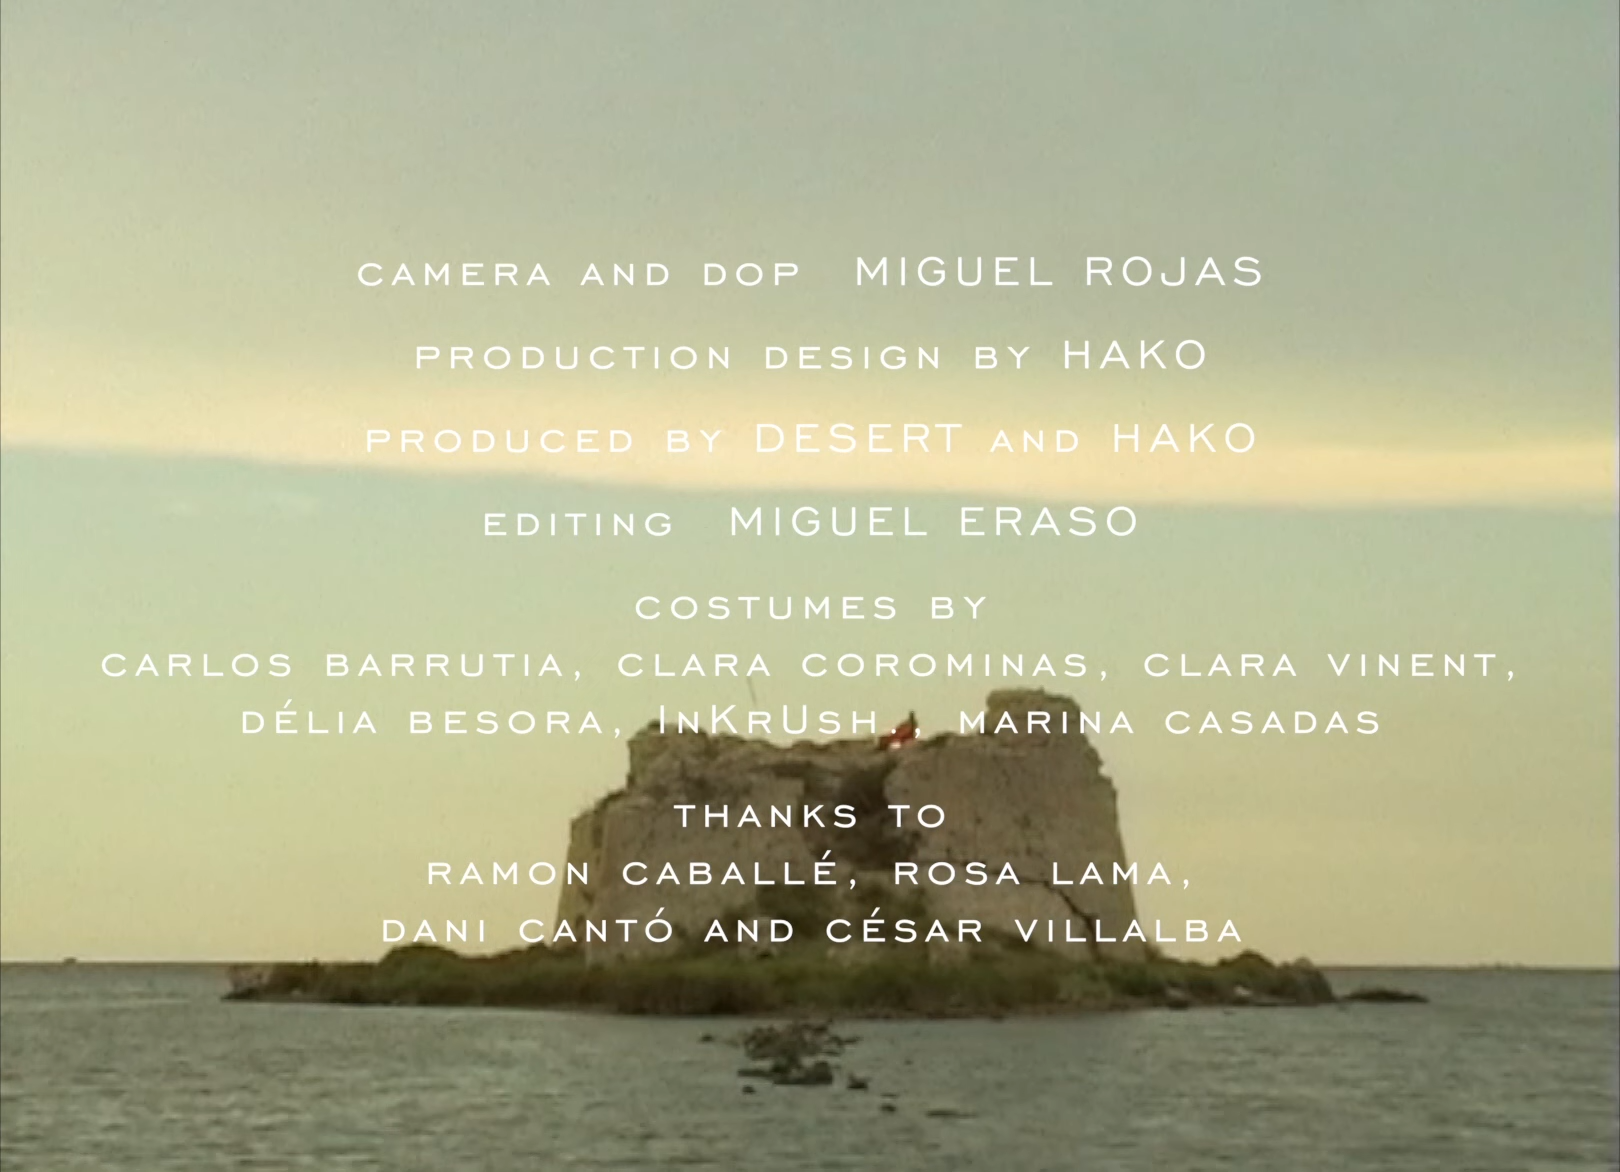 CAMERA AND DOP MIGUEL ROJAS
PRODUCTION DESIGN BY HAKO
PRODUCED BY DESERT AND HAKO
EDITING MIGUEL ERASO
COSTUMES BY
CARLOS BARRUTIA, CLARA COROMINAS, CLARA VINENT,
DÉLIA BESORA, InKrUsh., MARINA CASADAS
THANKS TO
RAMON CABALLÉ, ROSA LAMA,
DANI CANTÓ AND CÉSAR VILLALBA